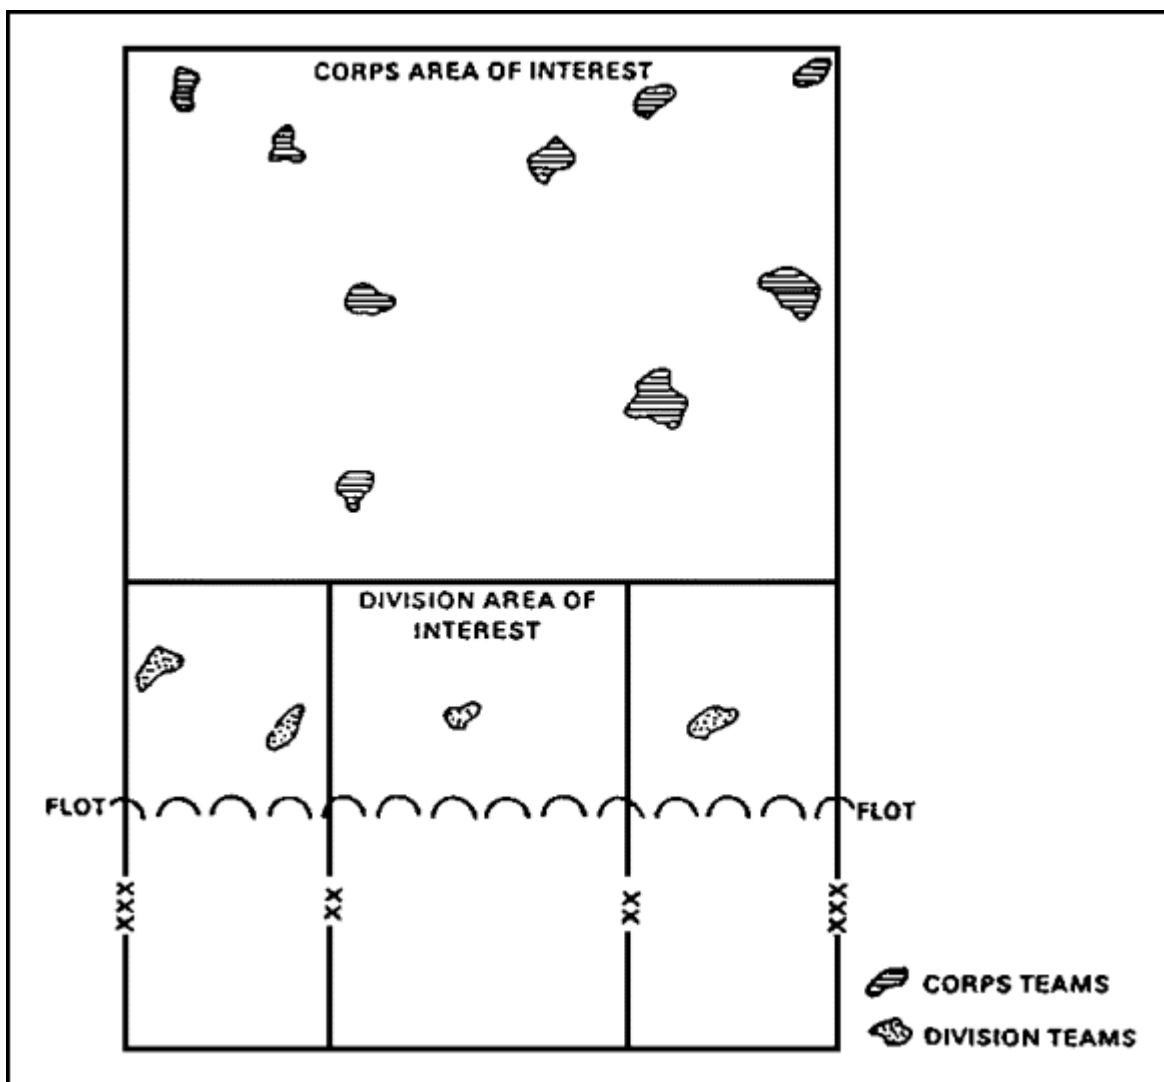 CORPS AREA OF INTEREST
DIVISION AREA OF
INTEREST
FLOT
FLOT
XXX
XX
XX
XXX
CORPS TEAMS
DIVISION TEAMS